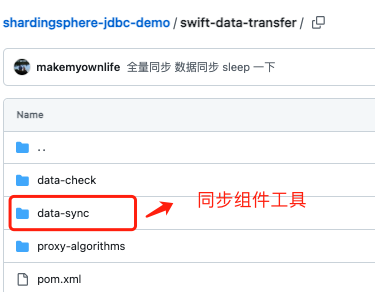 shardingsphere-jdbc-demo / swift-data-transfer /
makemyownlife 全量同步 数据同步 sleep 一下
Name
..
data-check
data-sync
同步组件工具
proxy-algorithms
pom.xml